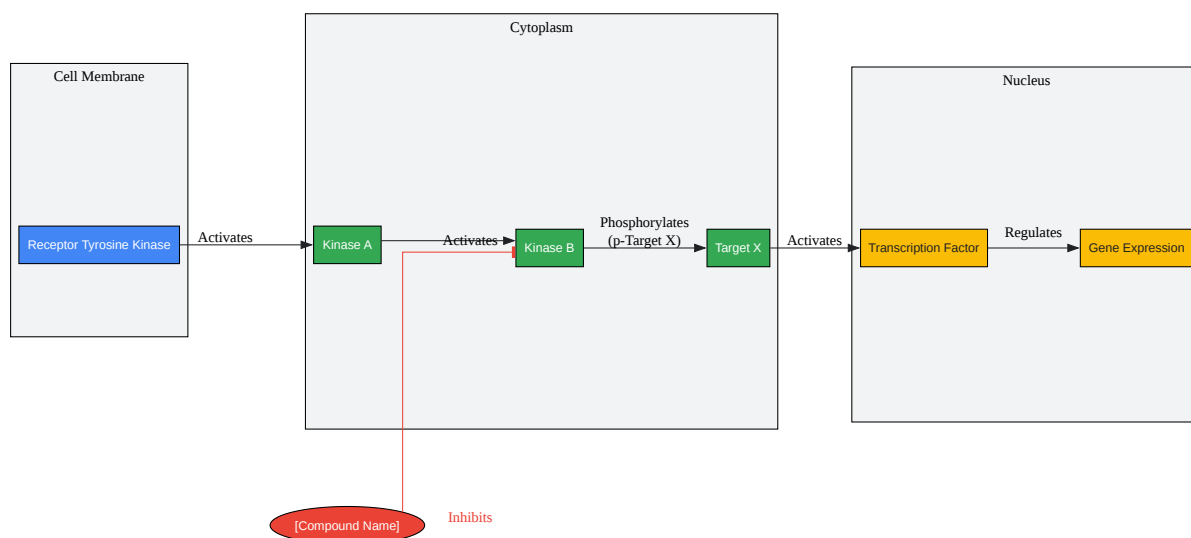 Cytoplasm
Cell Membrane
Nucleus
Receptor Tyrosine Kinase
Activates
Kinase A
Activates
Kinase B
Phosphorylates
(p-Target X)
Target X
Activates
Transcription Factor
Regulates
Gene Expression
[Compound Name]
Inhibits